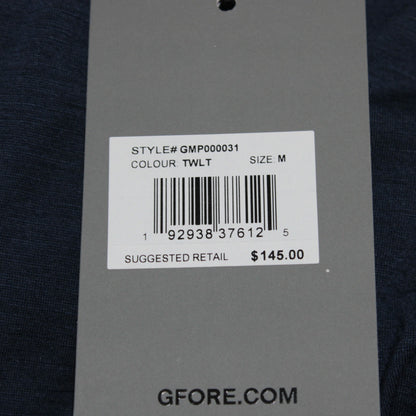 STYLE# GMP000031
COLOUR: TWLT SIZE: M
1 92938 37612 5
SUGGESTED RETAIL $145.00
GFORE.COM